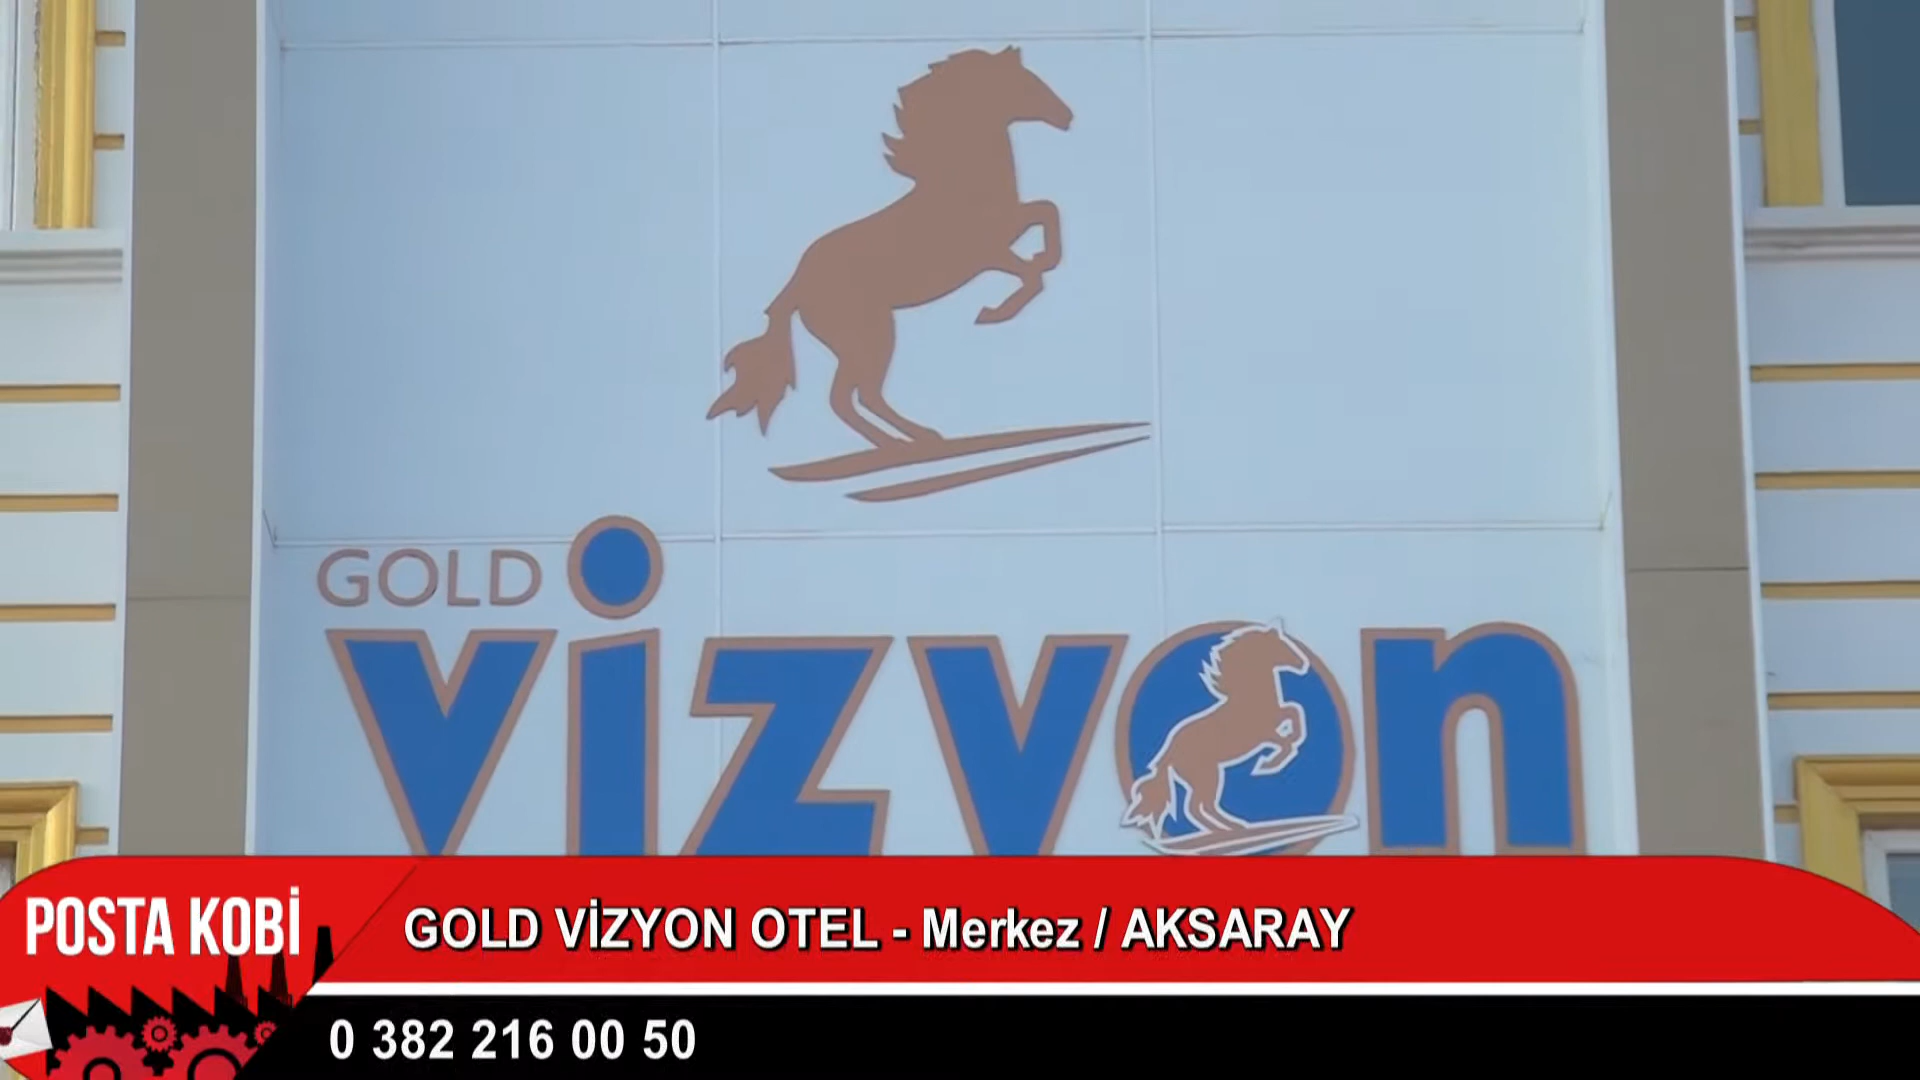 GOLD
vizyon
POSTA KOBİ
GOLD VİZYON OTEL - Merkez / AKSARAY
0 382 216 00 50